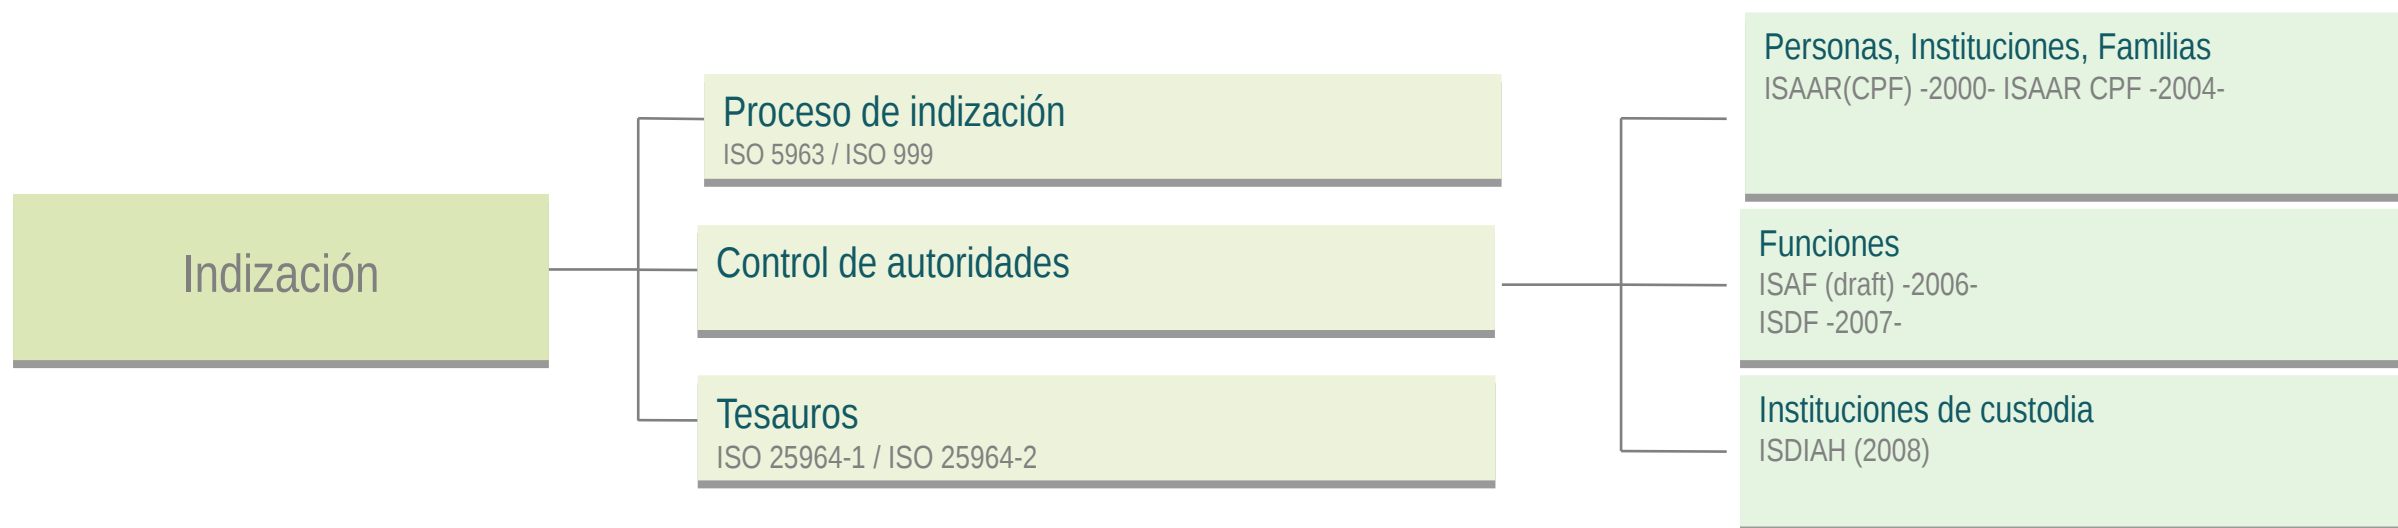 Indización
Proceso de indización
ISO 5963 / ISO 999
Control de autoridades
Tesauros
ISO 25964-1 / ISO 25964-2
Personas, Instituciones, Familias
ISAAR(CPF) -2000- ISAAR CPF -2004-
Funciones
ISAF (draft) -2006-
ISDF -2007-
Instituciones de custodia
ISDIAH (2008)